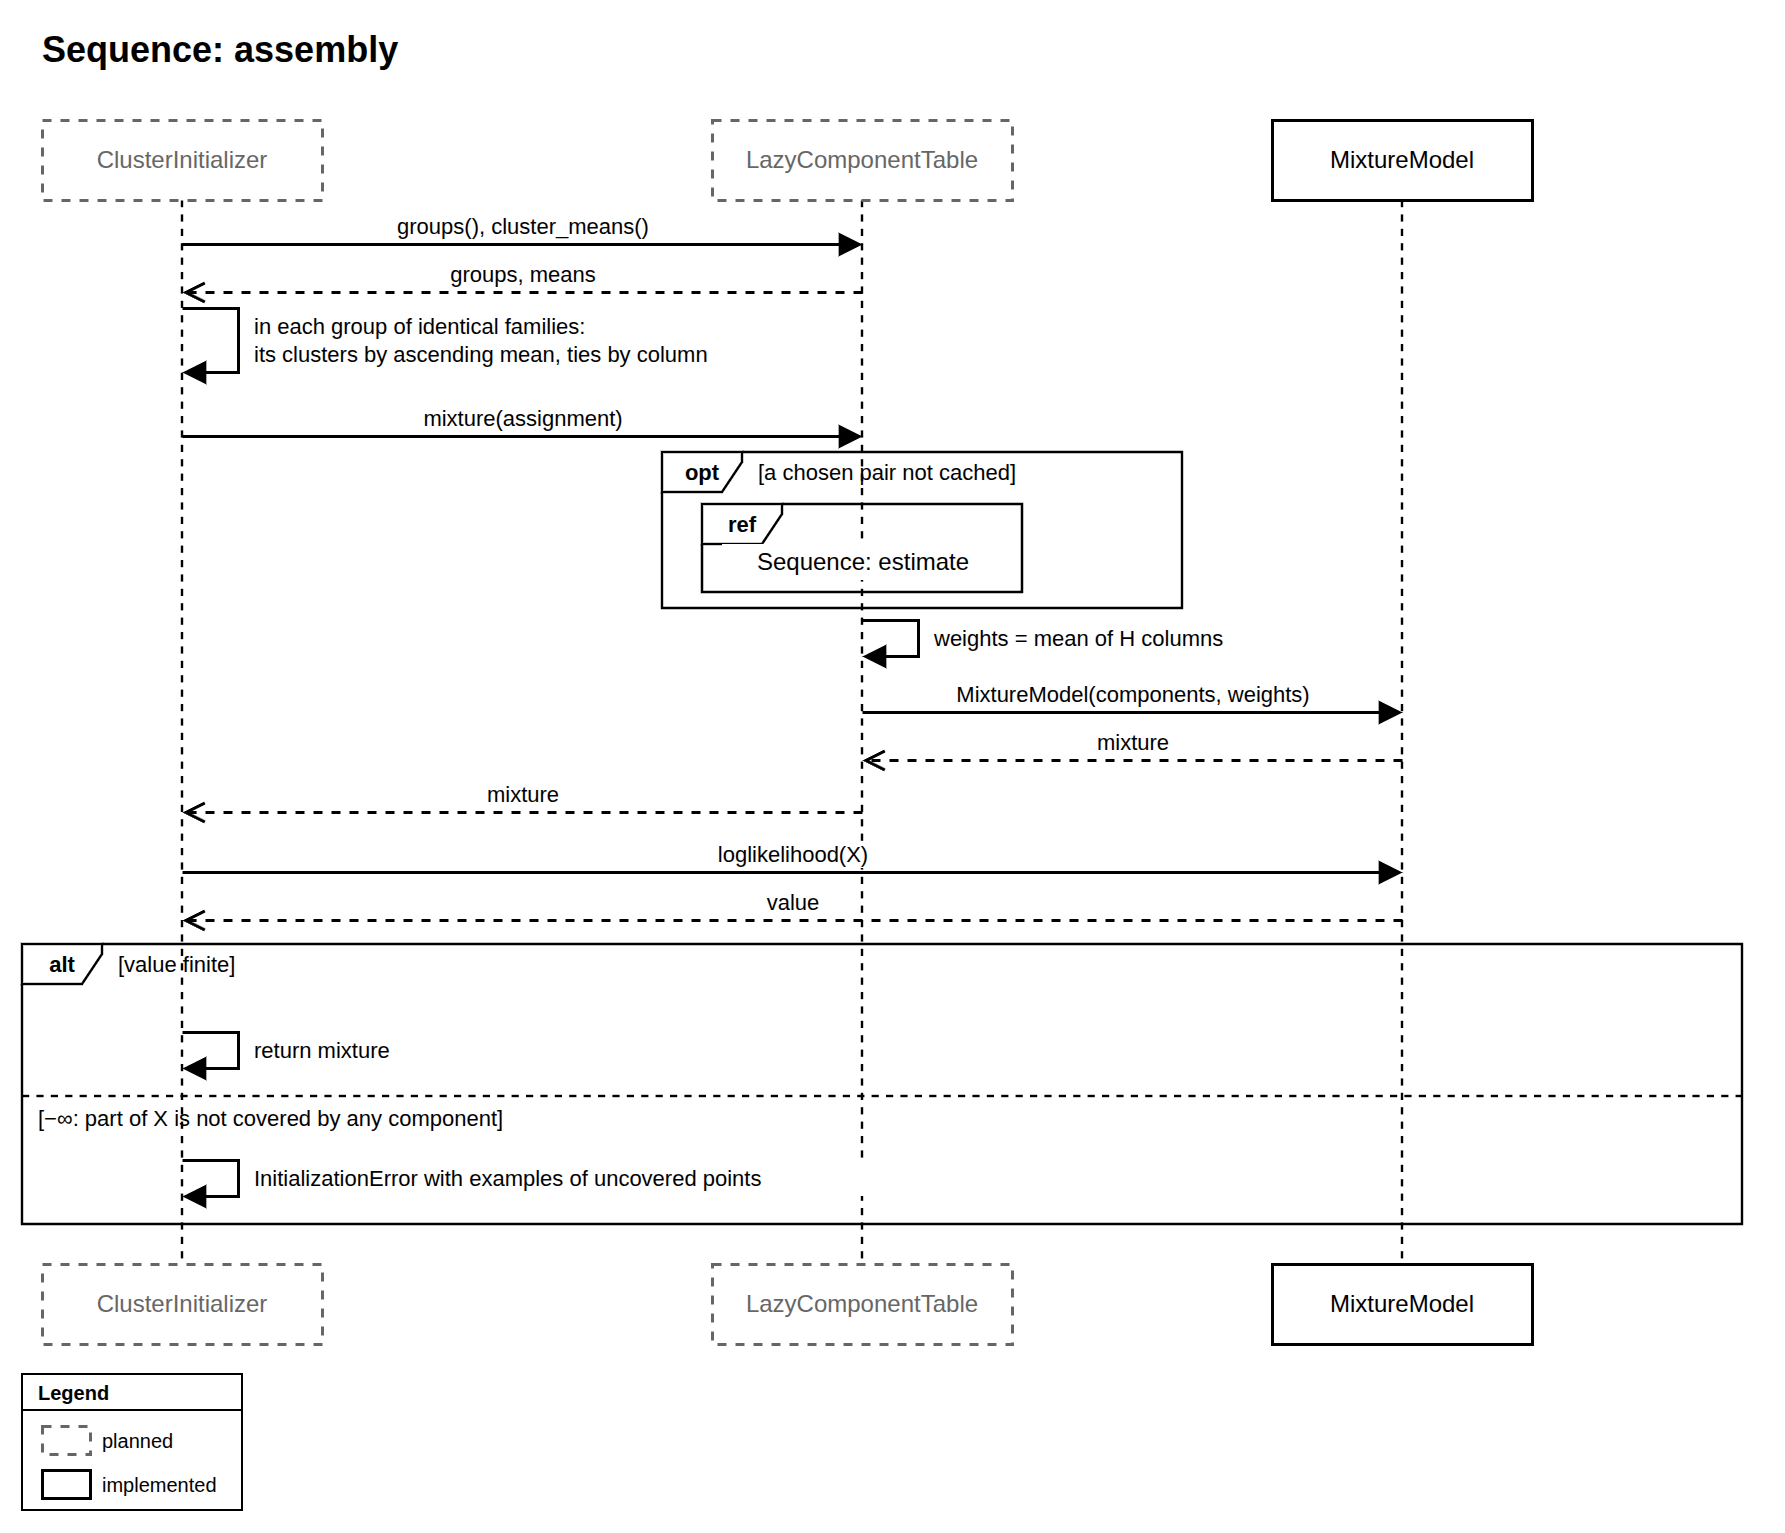 Sequence: assembly
ClusterInitializer
LazyComponentTable
MixtureModel
groups(), cluster_means()
groups, means
in each group of identical families:
its clusters by ascending mean, ties by column
mixture(assignment)
opt
[a chosen pair not cached]
ref
Sequence: estimate
weights = mean of H columns
MixtureModel(components, weights)
mixture
mixture
loglikelihood(X)
value
alt
[value finite]
return mixture
[−∞: part of X is not covered by any component]
InitializationError with examples of uncovered points
ClusterInitializer
LazyComponentTable
MixtureModel
Legend
planned
implemented